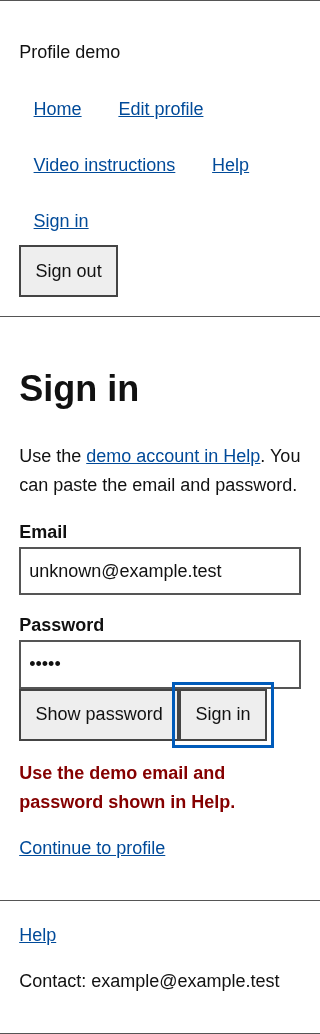 Profile demo
Home Edit profile
Video instructions Help
Sign in
Sign out
Sign in
Use the demo account in Help. You
can paste the email and password.
Email
unknown@example.test
Password
•••••
Show password Sign in
Use the demo email and
password shown in Help.
Continue to profile
Help
Contact: example@example.test